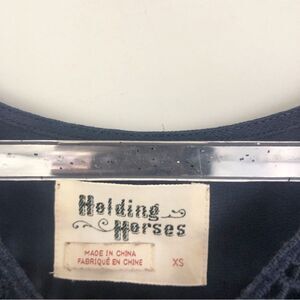 Holding
Horses
MADE IN CHINA
FABRIQUÉ EN CHINE
XS